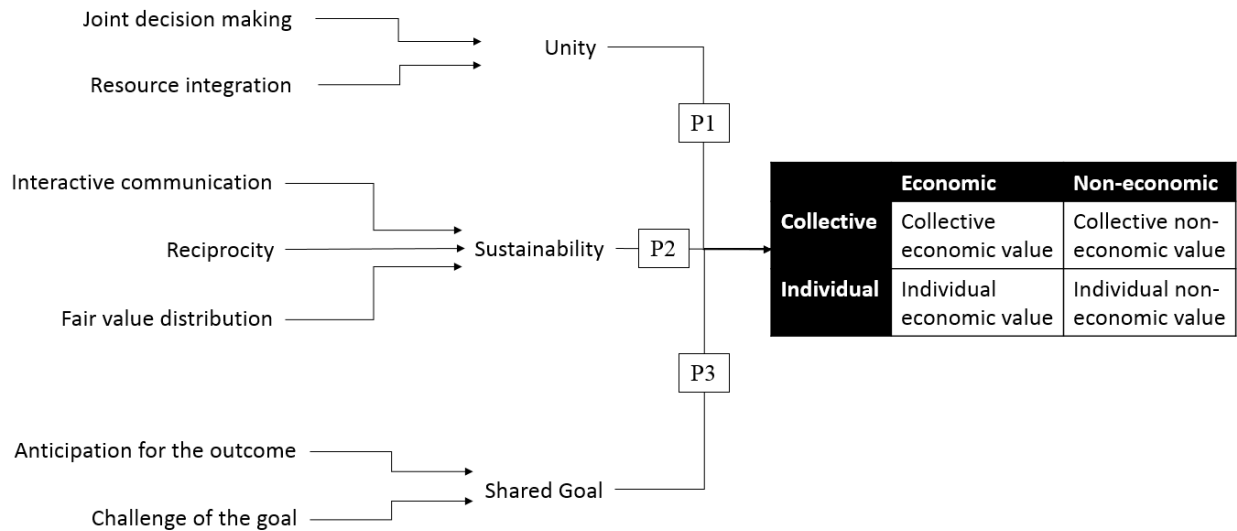 Joint decision making
Resource integration
Unity
P1
Interactive communication
Reciprocity
Fair value distribution
Sustainability
P2
Economic
Non-economic
Collective
Collective
economic value
Collective non-
economic value
Individual
Individual
economic value
Individual non-
economic value
P3
Anticipation for the outcome
Challenge of the goal
Shared Goal